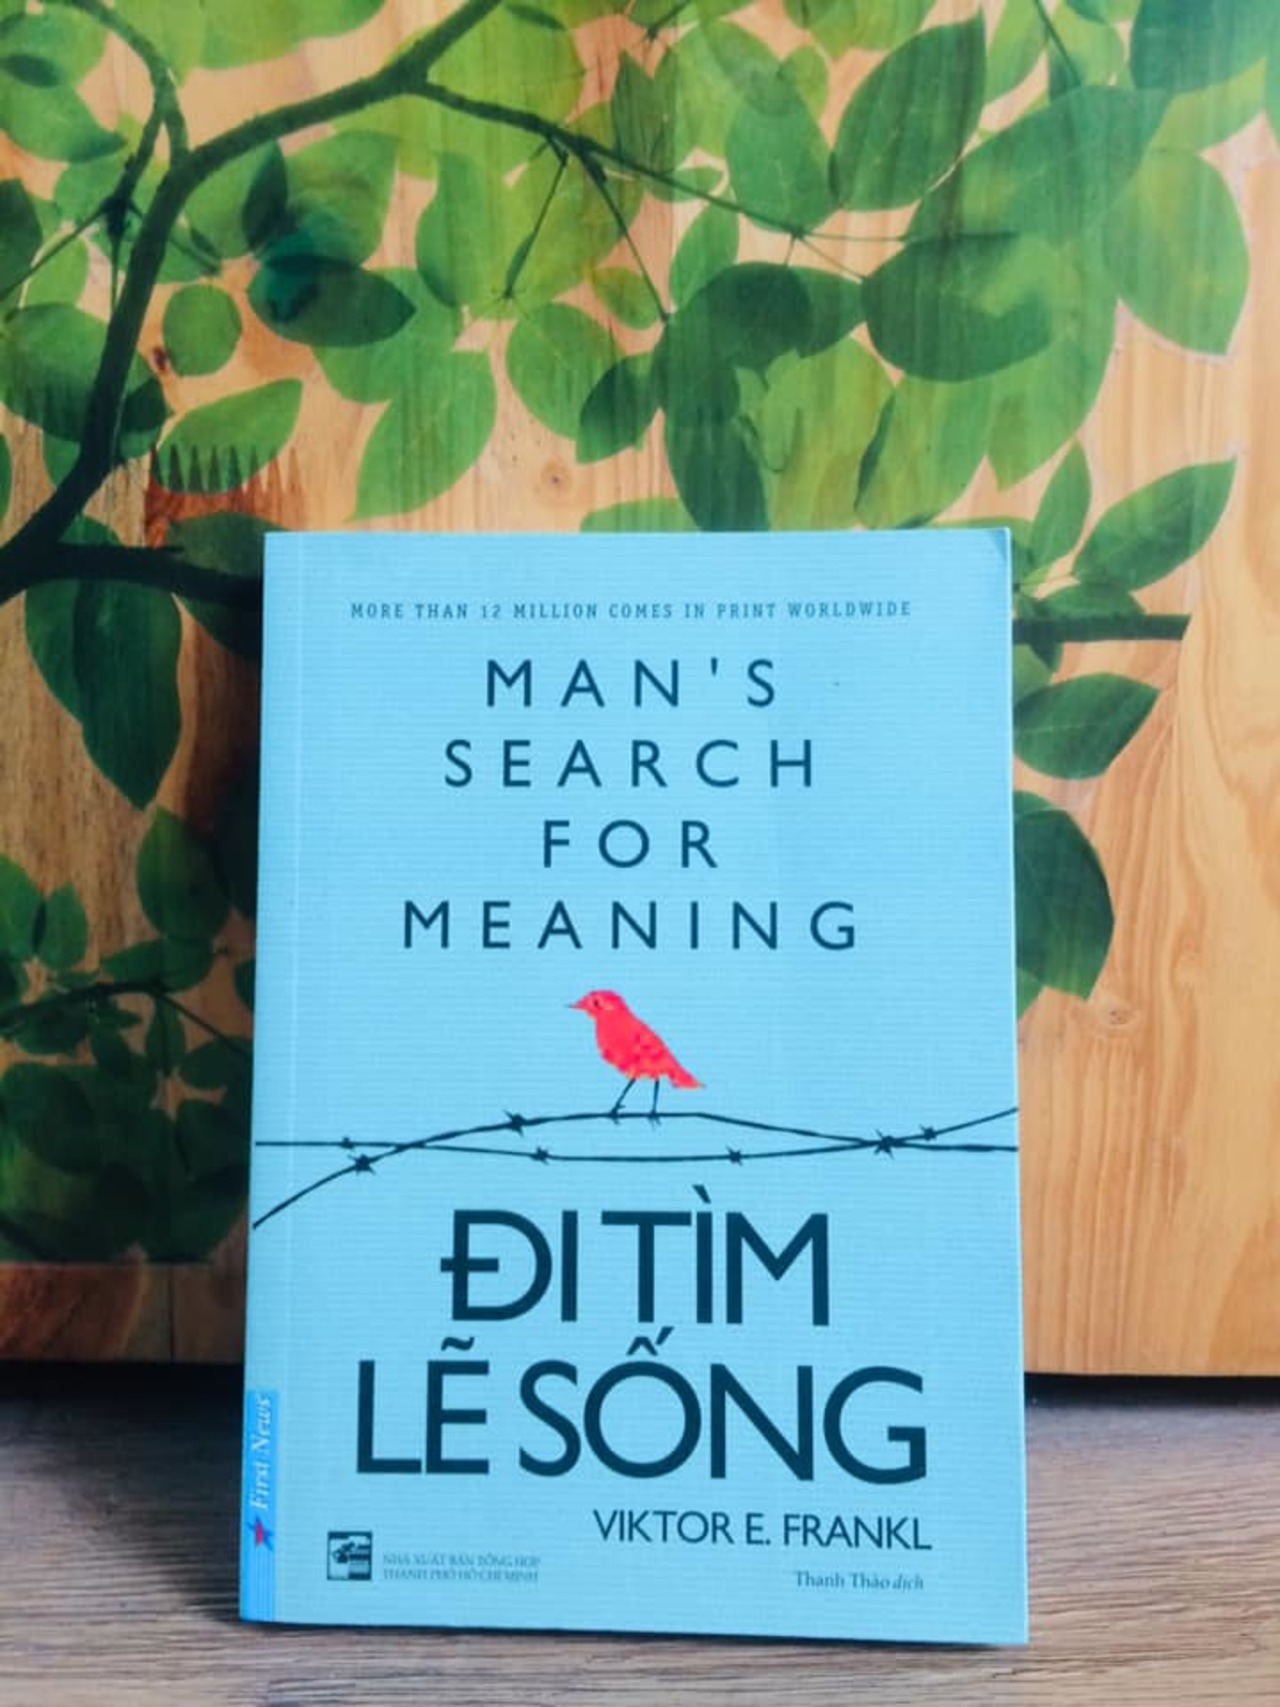 MORE THAN 12 MILLION COMES IN PRINT WORLDWIDE
MAN'S
SEARCH
FOR
MEANING
ĐI TÌM
LẼ SỐNG
VIKTOR E. FRANKL
Thanh Thảo dịch
First News
NHÀ XUẤT BẢN TỔNG HỢP
THÀNH PHỐ HỒ CHÍ MINH